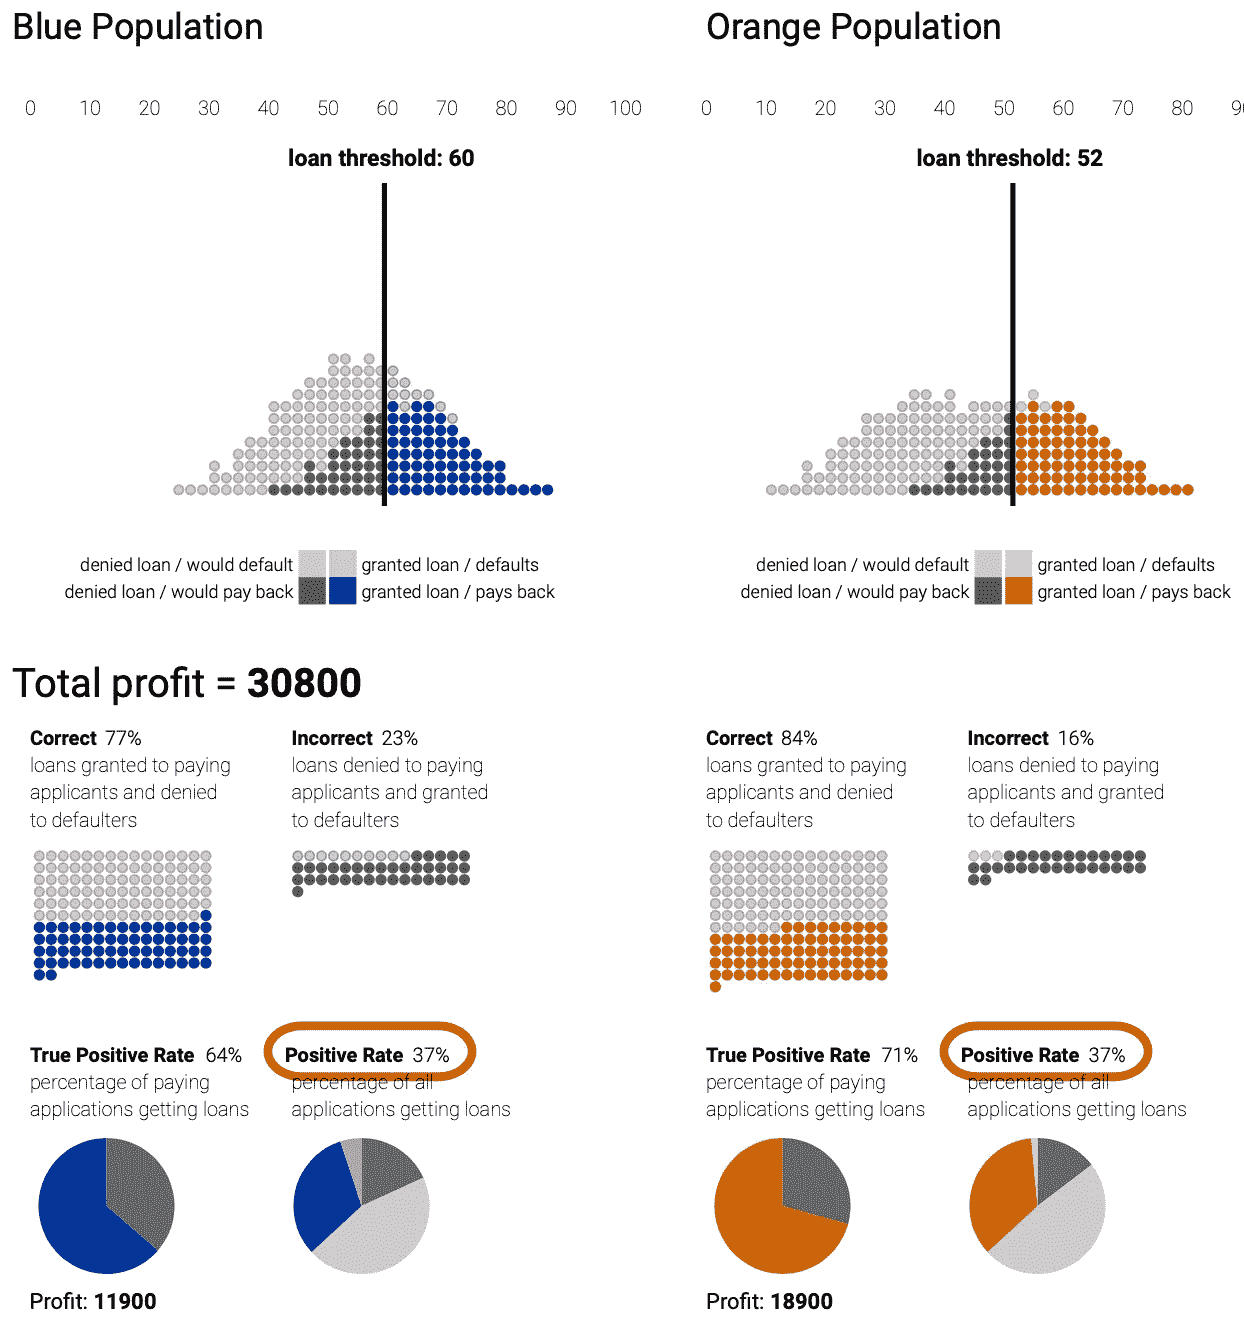 Blue Population
Orange Population
0 10 20 30 40 50 60 70 80 90 100
0 10 20 30 40 50 60 70 80
loan threshold: 60
loan threshold: 52
denied loan / would default
granted loan / defaults
denied loan / would pay back
granted loan / pays back
denied loan / would default
granted loan / defaults
denied loan / would pay back
granted loan / pays back
Total profit = 30800
Correct 77%
loans granted to paying
applicants and denied
to defaulters
Incorrect 23%
loans denied to paying
applicants and granted
to defaulters
Correct 84%
loans granted to paying
applicants and denied
to defaulters
Incorrect 16%
loans denied to paying
applicants and granted
to defaulters
True Positive Rate 64%
percentage of paying
applications getting loans
Positive Rate 37%
percentage of all
applications getting loans
True Positive Rate 71%
percentage of paying
applications getting loans
Positive Rate 37%
percentage of all
applications getting loans
Profit: 11900
Profit: 18900